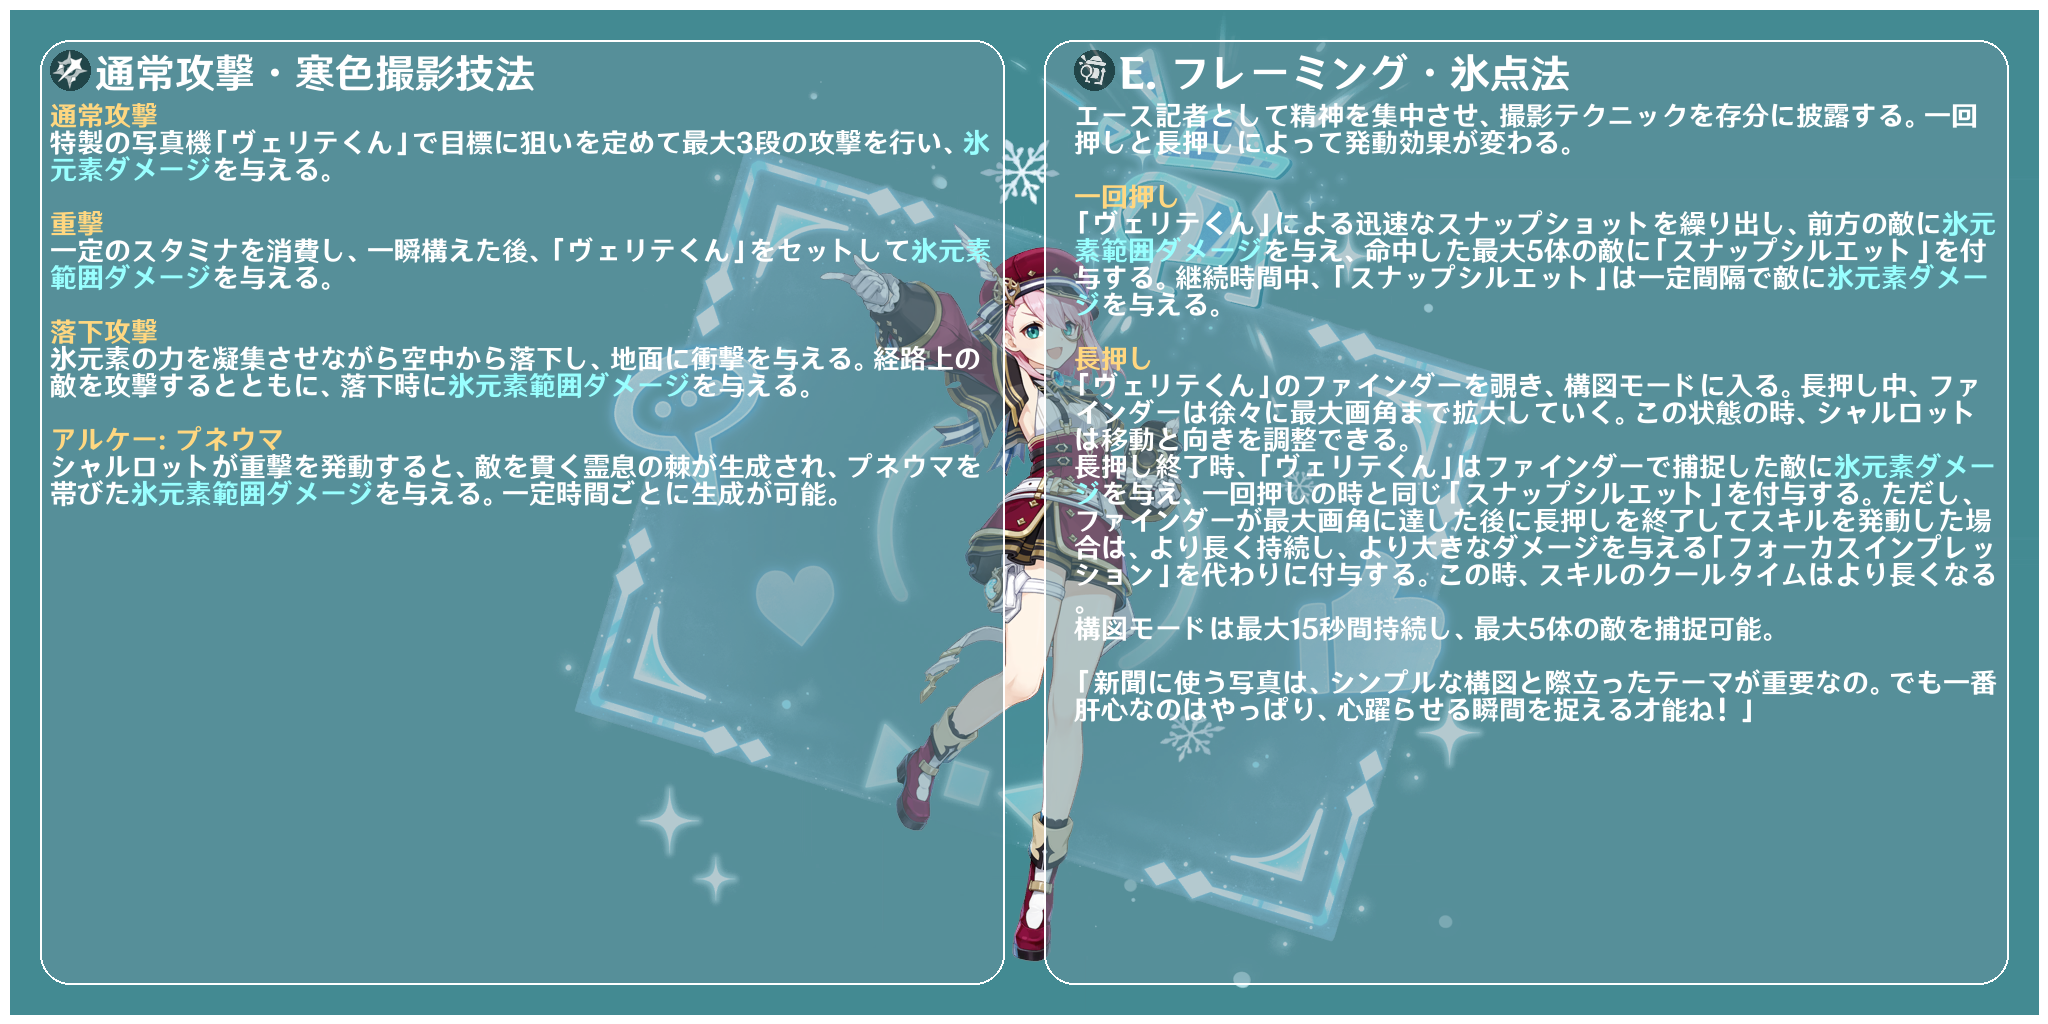 通常攻撃・寒色撮影技法
通常攻撃
特製の写真機「ヴェリテくん」で目標に狙いを定めて最大3段の攻撃を行い、氷
元素ダメージを与える。
重撃
一定のスタミナを消費し、一瞬構えた後、「ヴェリテくん」をセットして氷元素
範囲ダメージを与える。
落下攻撃
氷元素の力を凝集させながら空中から落下し、地面に衝撃を与える。経路上の
敵を攻撃するとともに、落下時に氷元素範囲ダメージを与える。
アルケー: プネウマ
シャルロットが重撃を発動すると、敵を貫く霊息の棘が生成され、プネウマを
帯びた氷元素範囲ダメージを与える。一定時間ごとに生成が可能。
E. フレーミング・氷点法
エース記者として精神を集中させ、撮影テクニックを存分に披露する。一回
押しと長押しによって発動効果が変わる。
一回押し
「ヴェリテくん」による迅速なスナップショットを繰り出し、前方の敵に氷元
素範囲ダメージを与え、命中した最大5体の敵に「スナップシルエット」を付
与する。継続時間中、「スナップシルエット」は一定間隔で敵に氷元素ダメー
ジを与える。
長押し
「ヴェリテくん」のファインダーを覗き、構図モードに入る。長押し中、ファ
インダーは徐々に最大画角まで拡大していく。この状態の時、シャルロット
は移動と向きを調整できる。
長押し終了時、「ヴェリテくん」はファインダーで捕捉した敵に氷元素ダメー
ジを与え、一回押しの時と同じ「スナップシルエット」を付与する。ただし、
ファインダーが最大画角に達した後に長押しを終了してスキルを発動した場
合は、より長く持続し、より大きなダメージを与える「フォーカスインプレッ
ション」を代わりに付与する。この時、スキルのクールタイムはより長くなる
。
構図モードは最大15秒間持続し、最大5体の敵を捕捉可能。
「新聞に使う写真は、シンプルな構図と際立ったテーマが重要なの。でも一番
肝心なのはやっぱり、心躍らせる瞬間を捉える才能ね!」